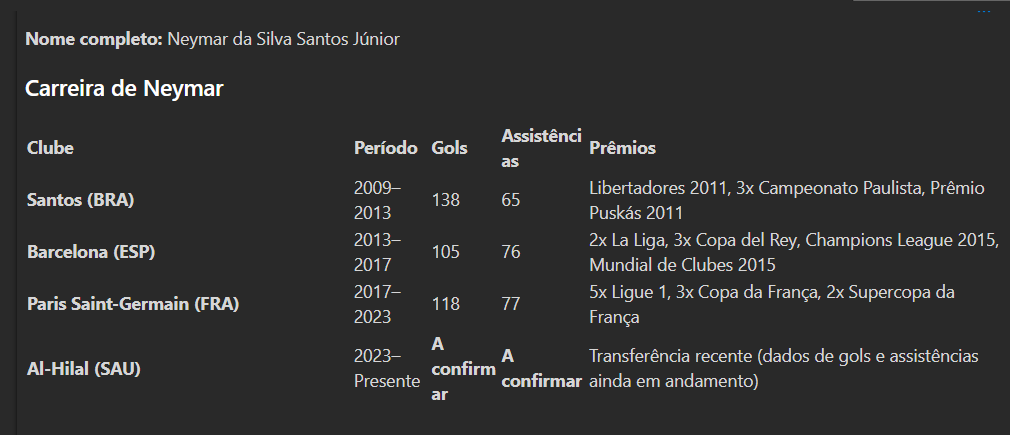 Nome completo: Neymar da Silva Santos Júnior
Carreira de Neymar
Clube Período Gols Assistênci
as Prêmios
Santos (BRA) 2009–
2013 138 65 Libertadores 2011, 3x Campeonato Paulista, Prêmio
Puskás 2011
Barcelona (ESP) 2013–
2017 105 76 2x La Liga, 3x Copa del Rey, Champions League 2015,
Mundial de Clubes 2015
Paris Saint-Germain (FRA) 2017–
2023 118 77 5x Ligue 1, 3x Copa da França, 2x Supercopa da
França
Al-Hilal (SAU) 2023–
Presente A
confirm
ar A
confirmar Transferência recente (dados de gols e assistências
ainda em andamento)